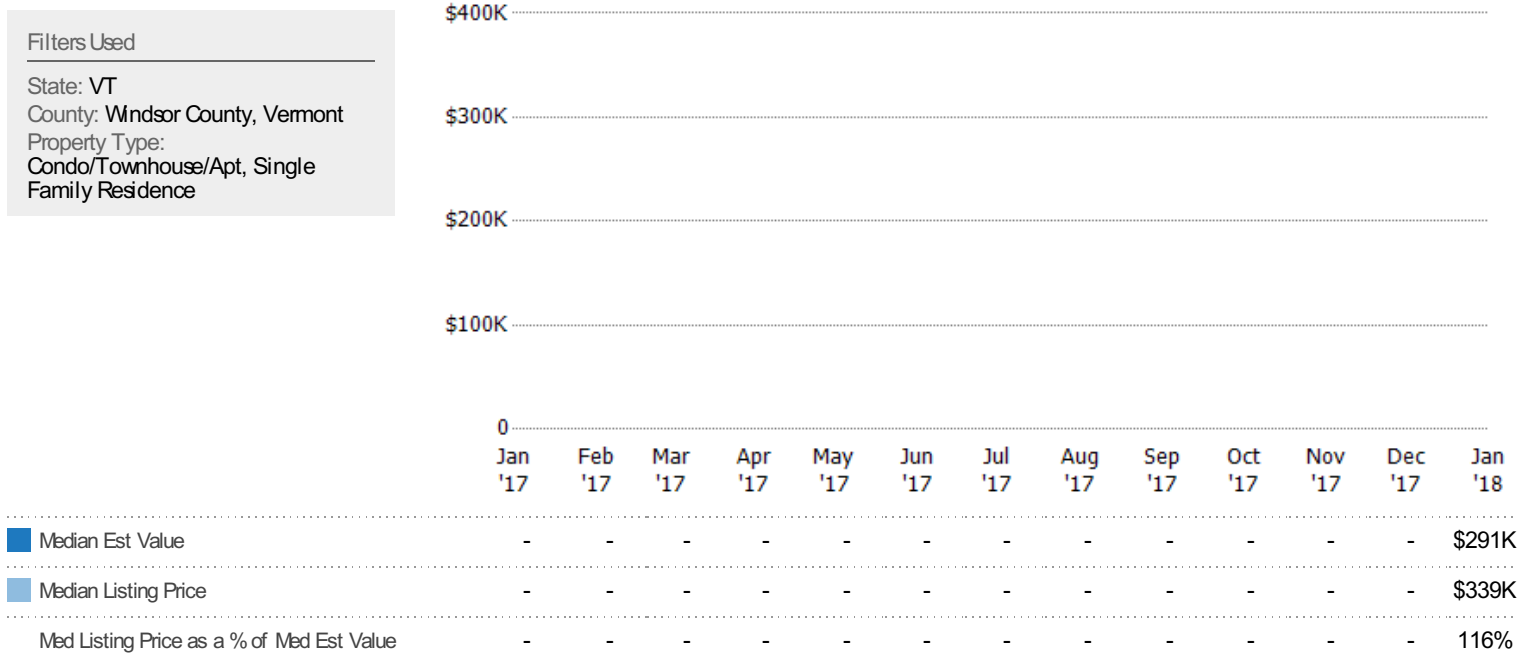 Filters Used
State: VT
County: Windsor County, Vermont
Property Type:
Condo/Townhouse/Apt, Single
Family Residence
$400K
$300K
$200K
$100K
0
Jan Feb Mar Apr May Jun Jul Aug Sep Oct Nov Dec Jan
'17 '17 '17 '17 '17 '17 '17 '17 '17 '17 '17 '17 '18
Median Est Value - - - - - - - - - - - - $291K
Median Listing Price - - - - - - - - - - - - $339K
Med Listing Price as a % of Med Est Value - - - - - - - - - - - - 116%